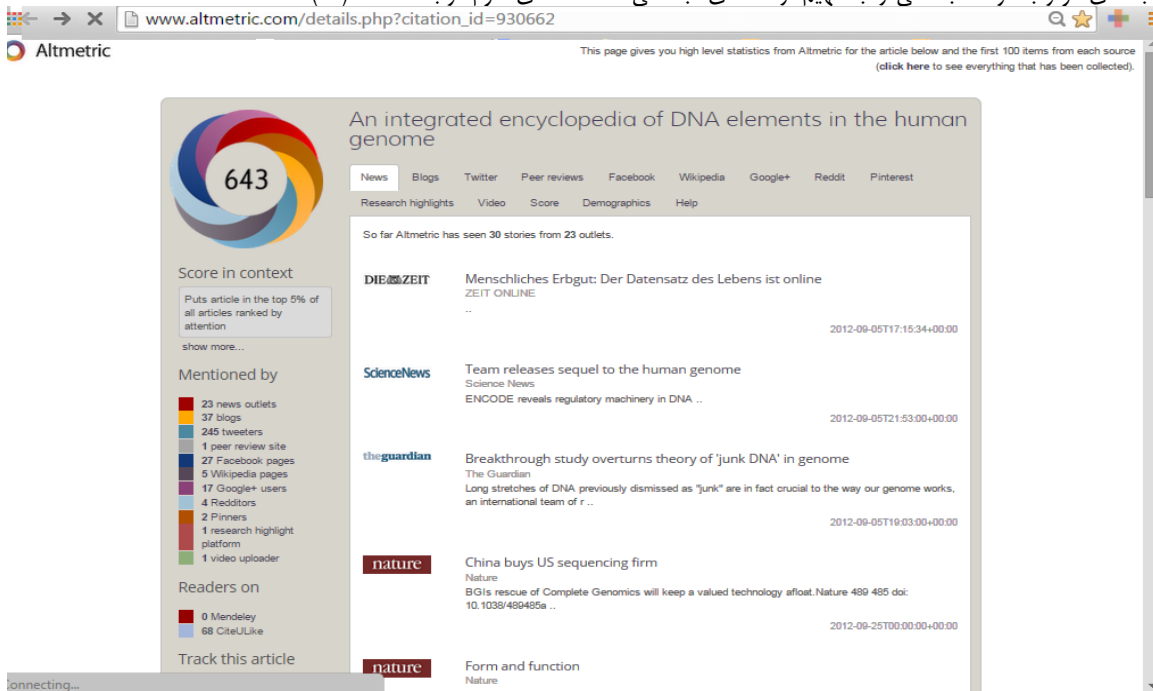 www.altmetric.com/details.php?citation_id=930662
Altmetric
This page gives you high level statistics from Altmetric for the article below and the first 100 items from each source
(click here to see everything that has been collected).
643
An integrated encyclopedia of DNA elements in the human
genome
News Blogs Twitter Peer reviews Facebook Wikipedia Google+ Reddit Pinterest
Research highlights Video Score Demographics Help
So far Altmetric has seen 30 stories from 23 outlets.
Score in context
Puts article in the top 5% of
all articles ranked by
attention
show more...
Mentioned by
23 news outlets
37 blogs
245 tweeters
1 peer review site
27 Facebook pages
5 Wikipedia pages
17 Google+ users
4 Redditors
2 Pinners
1 research highlight
platform
1 video uploader
Readers on
0 Mendeley
68 CiteULike
Track this article
DIE ZEIT
Menschliches Erbgut: Der Datensatz des Lebens ist online
ZEIT ONLINE
..
2012-09-05T17:15:34+00:00
ScienceNews
Team releases sequel to the human genome
Science News
ENCODE reveals regulatory machinery in DNA ..
2012-09-05T21:53:00+00:00
theguardian
Breakthrough study overturns theory of 'junk DNA' in genome
The Guardian
Long stretches of DNA previously dismissed as "junk" are in fact crucial to the way our genome works,
an international team of r ..
2012-09-05T19:03:00+00:00
nature
China buys US sequencing firm
Nature
BGIs rescue of Complete Genomics will keep a valued technology afloat.Nature 489 485 doi:
10.1038/489485a ..
2012-09-25T00:00:00+00:00
nature
Form and function
Nature
Connecting...